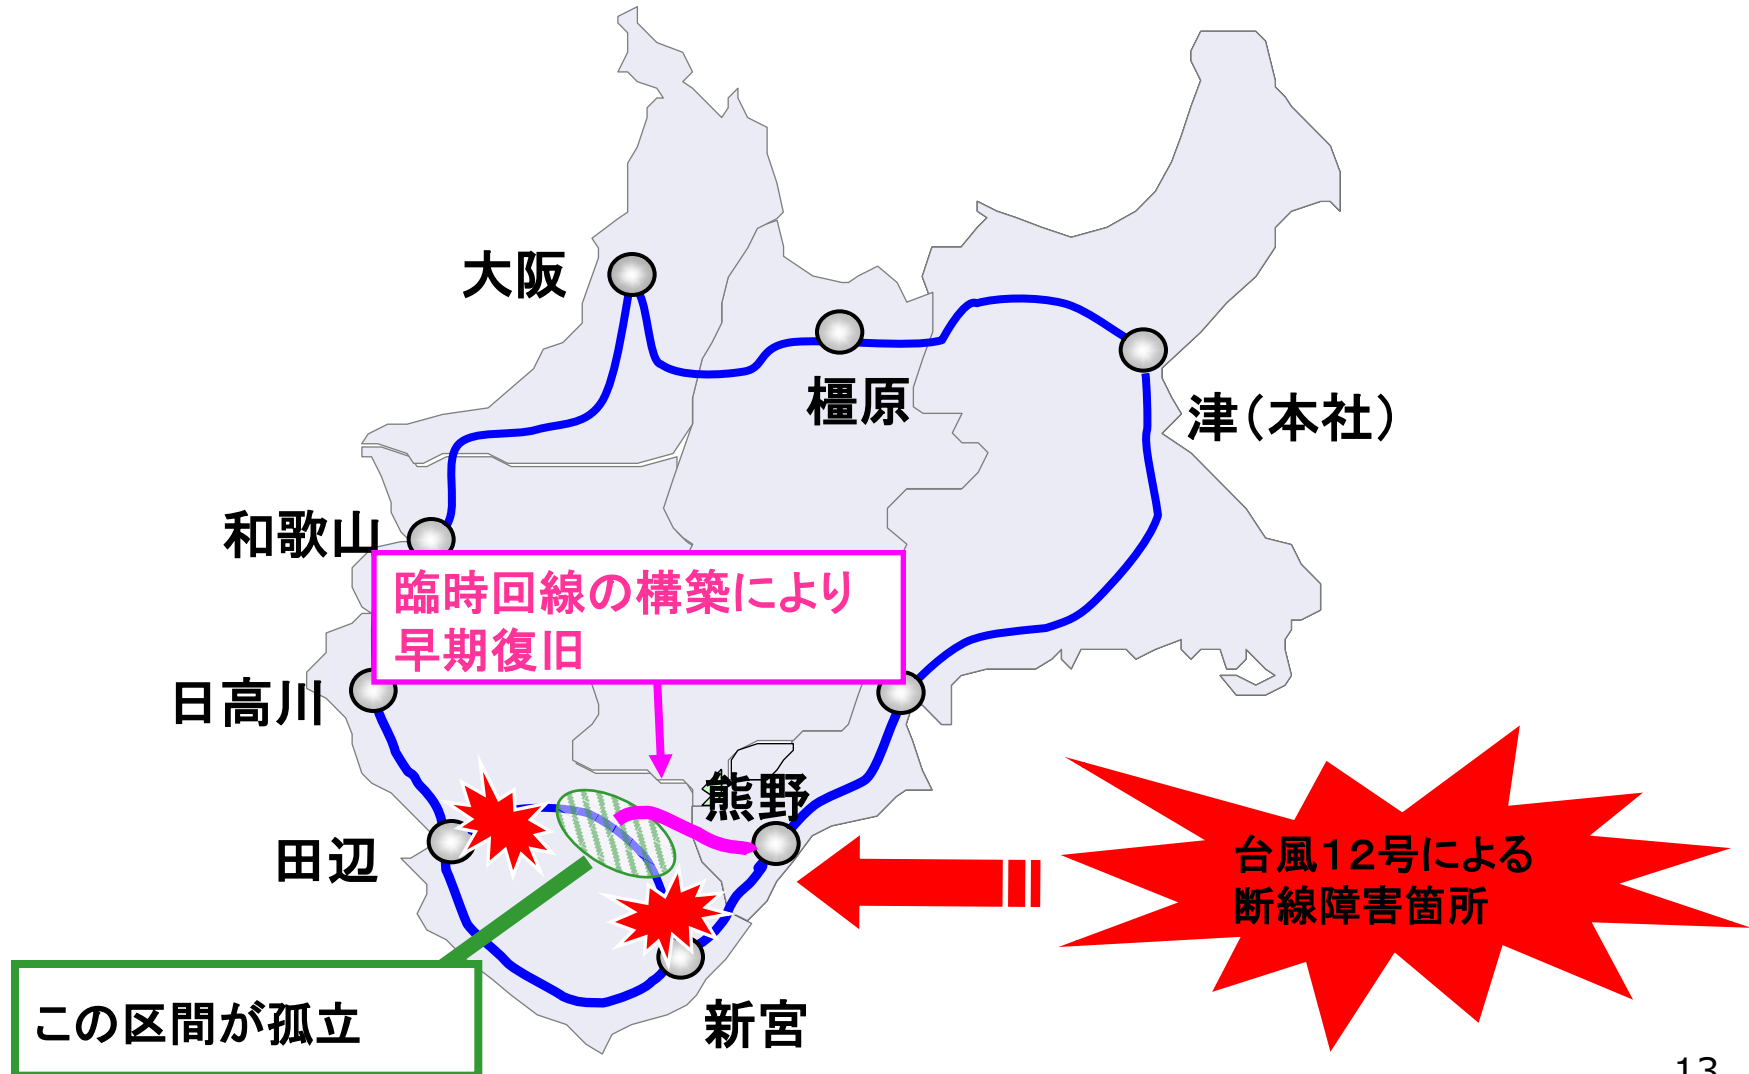 大阪
橿原
津（本社）
和歌山
臨時回線の構築により
早期復旧
日高川
熊野
田辺
台風１２号による
断線障害箇所
この区間が孤立
新宮
13